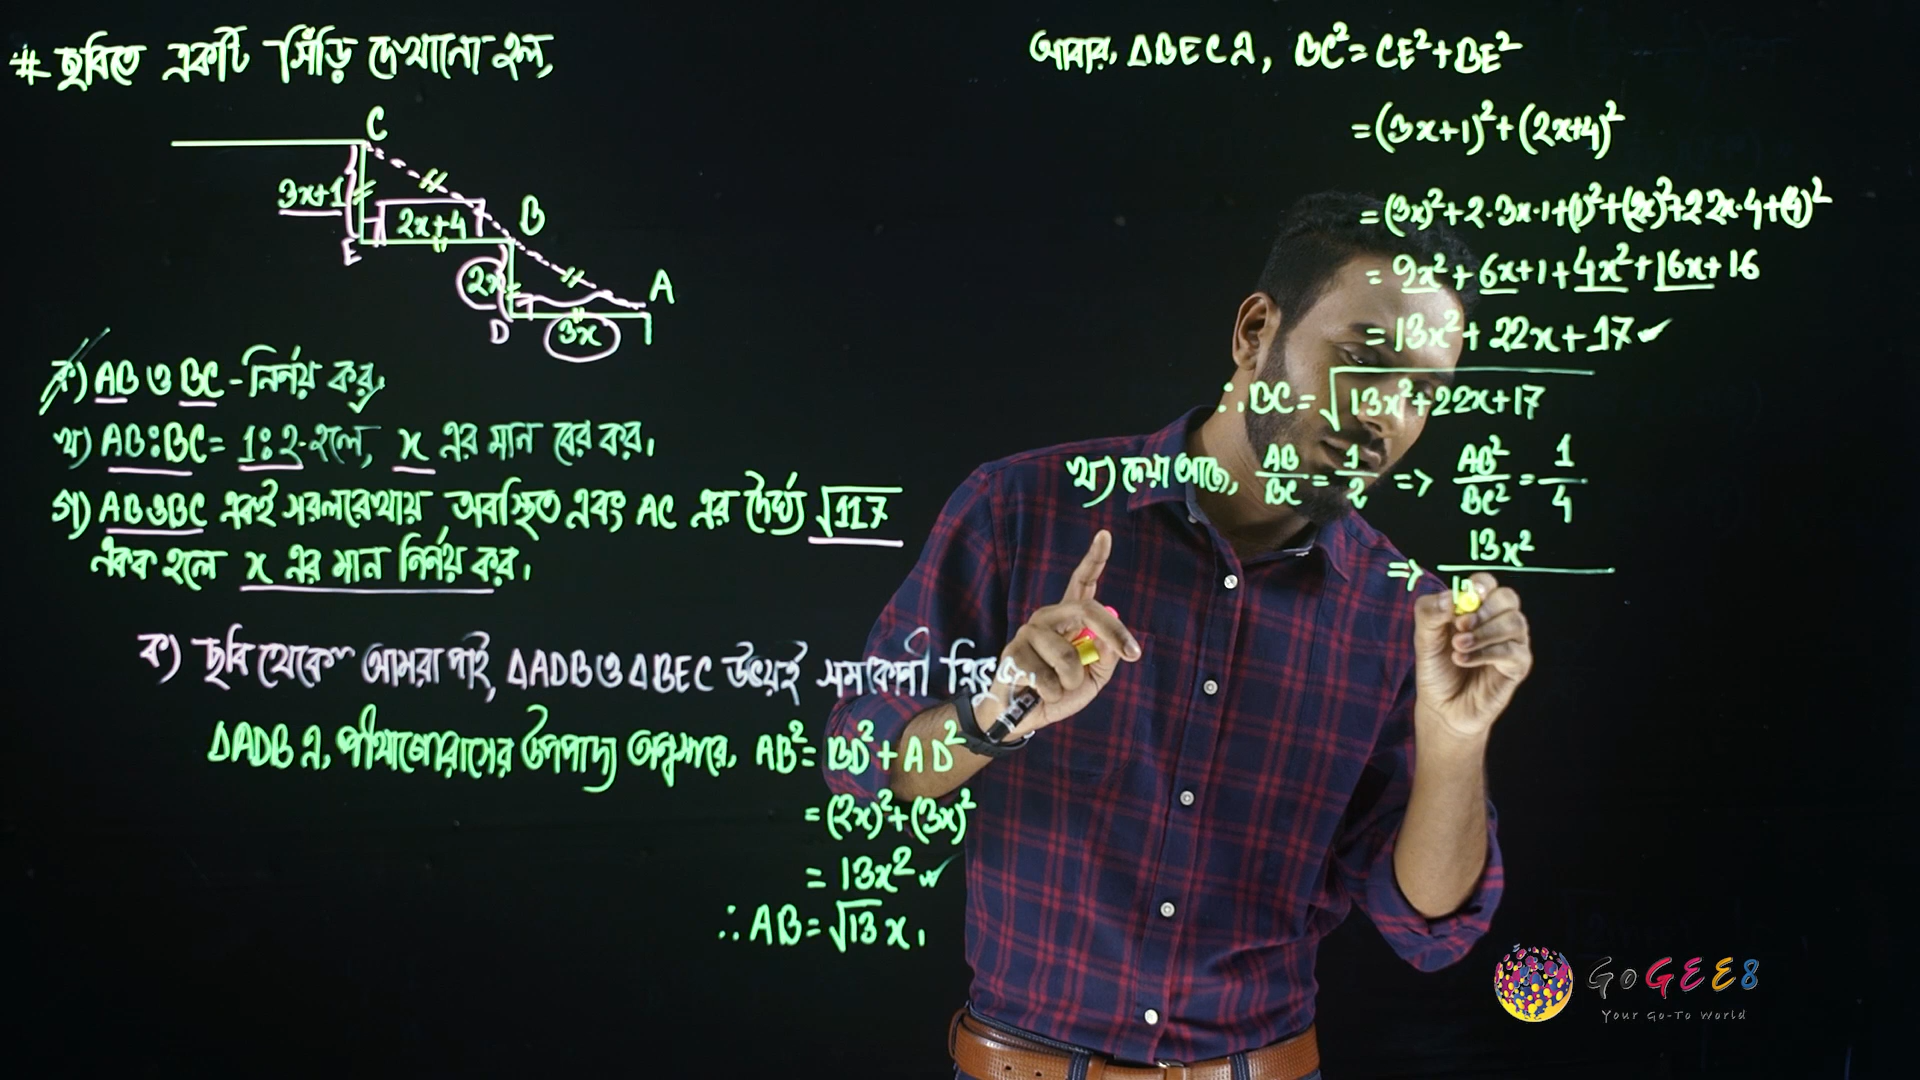 # ছবিতে একটি সিঁড়ি দেখানো হল,
C
3x+1
2x+4
B
E
2x
A
D
3x
ক) AB ও BC - নির্ণয় কর,
খ) AB:BC = 1:2 হলে, x এর মান বের কর।
গ) AB ও BC একই সরলরেখায় অবস্থিত এবং AC এর দৈর্ঘ্য √117
একক হলে x এর মান নির্ণয় কর।
ক) ছবি থেকে আমরা পাই, ΔADB ও ΔBEC উভয়ই সমকোণী ত্রিভুজ।
ΔADB এ, পীথাগোরাসের উপপাদ্য অনুসারে, AB² = BD² + AD²
= (2x)² + (3x)²
= 13x²
∴ AB = √13 x,
আবার, ΔBEC এ, BC² = CE² + BE²
= (3x+1)² + (2x+4)²
= (3x)² + 2·3x·1 + (1)² + (2x)² + 2·2x·4 + (4)²
= 9x² + 6x + 1 + 4x² + 16x + 16
= 13x² + 22x + 17
∴ BC = √13x² + 22x + 17
খ) দেয়া আছে, AB/BC = 1/2 => AB²/BC² = 1/4
=> 13x²
GoGEE8
Your Go-To World